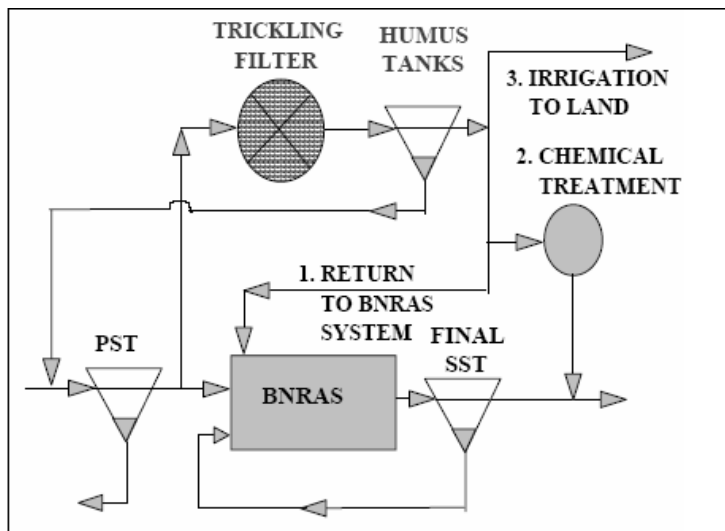 TRICKLING
FILTER
HUMUS
TANKS
3. IRRIGATION
TO LAND
2. CHEMICAL
TREATMENT
1. RETURN
TO BNRAS
SYSTEM
PST
FINAL
SST
BNRAS